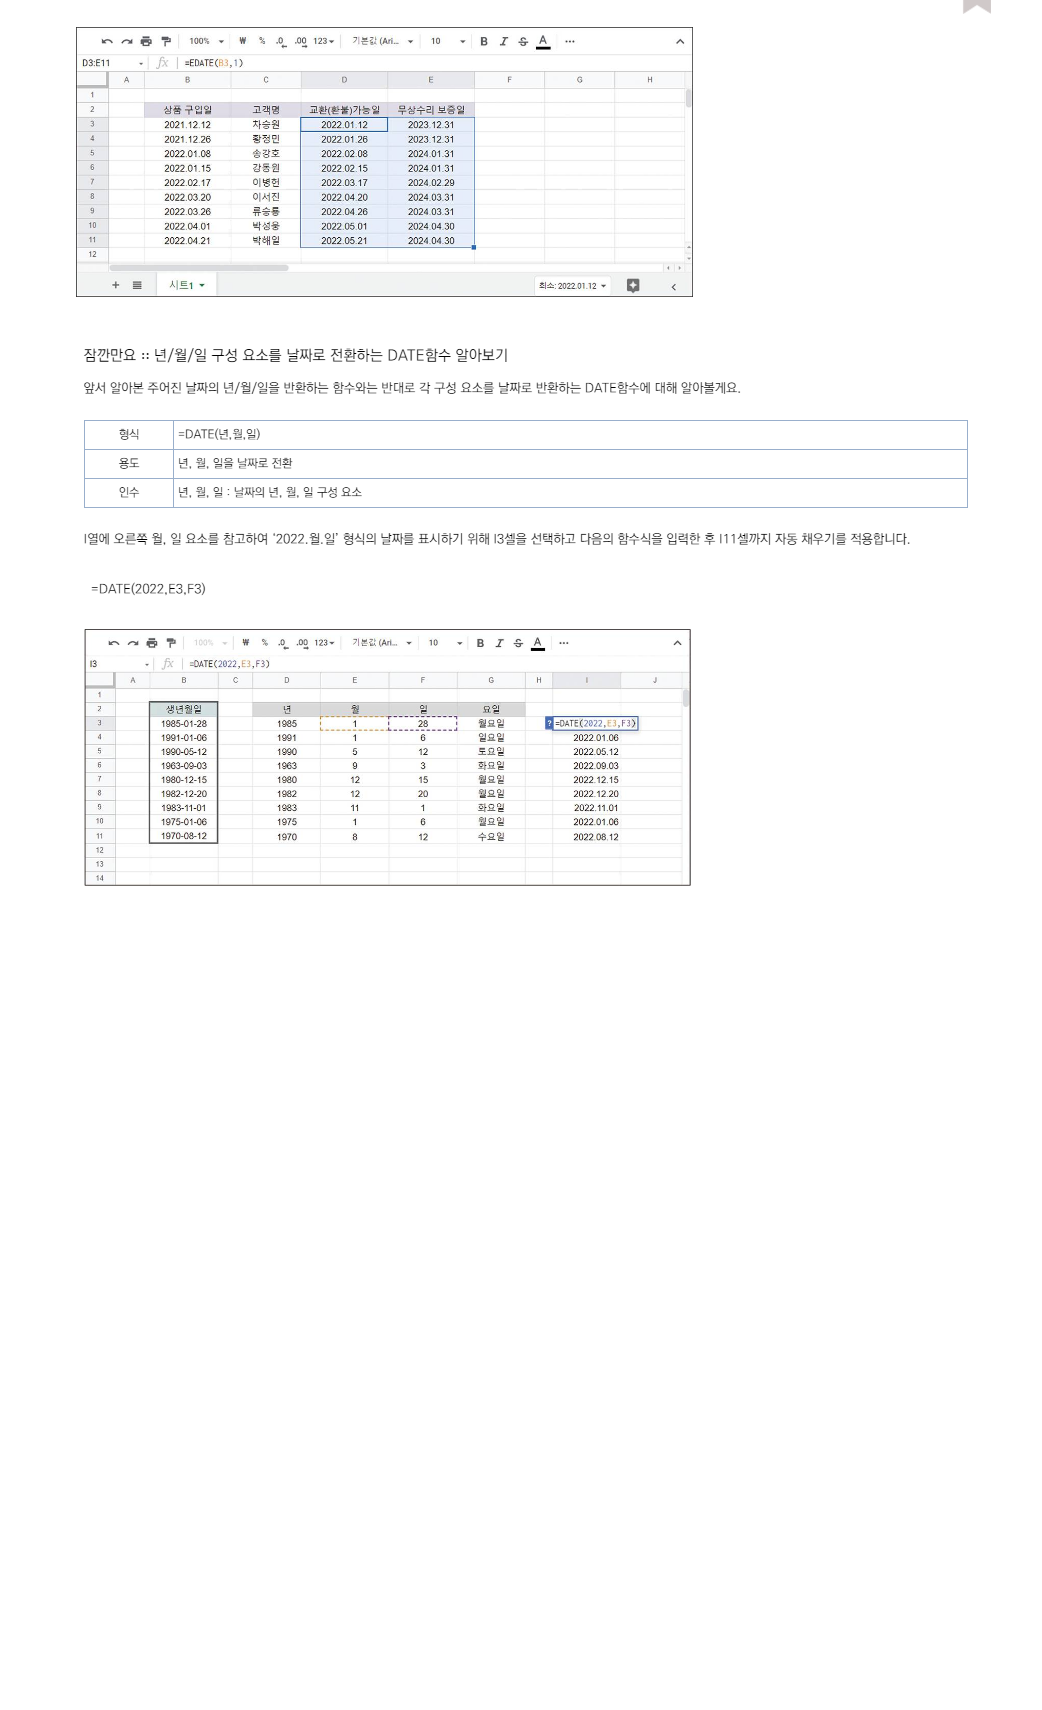 100% ₩ % .0 .00 123 기본값 (Ari... 10 B I S A ...
D3:E11 fx =EDATE(B3,1)
A B C D E F G H
1
2 상품 구입일 고객명 교환(환불)가능일 무상수리 보증일
3 2021.12.12 차승원 2022.01.12 2023.12.31
4 2021.12.26 황정민 2022.01.26 2023.12.31
5 2022.01.08 송강호 2022.02.08 2024.01.31
6 2022.01.15 강동원 2022.02.15 2024.01.31
7 2022.02.17 이병헌 2022.03.17 2024.02.29
8 2022.03.20 이서진 2022.04.20 2024.03.31
9 2022.03.26 류승룡 2022.04.26 2024.03.31
10 2022.04.01 박성웅 2022.05.01 2024.04.30
11 2022.04.21 박해일 2022.05.21 2024.04.30
12
+ 시트1 최소: 2022.01.12
잠깐만요 :: 년/월/일 구성 요소를 날짜로 전환하는 DATE함수 알아보기
앞서 알아본 주어진 날짜의 년/월/일을 반환하는 함수와는 반대로 각 구성 요소를 날짜로 반환하는 DATE함수에 대해 알아볼게요.
형식 =DATE(년,월,일)
용도 년, 월, 일을 날짜로 전환
인수 년, 월, 일 : 날짜의 년, 월, 일 구성 요소
I열에 오른쪽 월, 일 요소를 참고하여 ‘2022.월.일’ 형식의 날짜를 표시하기 위해 I3셀을 선택하고 다음의 함수식을 입력한 후 I11셀까지 자동 채우기를 적용합니다.
=DATE(2022,E3,F3)
100% ₩ % .0 .00 123 기본값 (Ari... 10 B I S A ...
I3 fx =DATE(2022,E3,F3)
A B C D E F G H I J
1
2 생년월일 년 월 일 요일
3 1985-01-28 1985 1 28 월요일 ? =DATE(2022,E3,F3)
4 1991-01-06 1991 1 6 일요일 2022.01.06
5 1990-05-12 1990 5 12 토요일 2022.05.12
6 1963-09-03 1963 9 3 화요일 2022.09.03
7 1980-12-15 1980 12 15 월요일 2022.12.15
8 1982-12-20 1982 12 20 월요일 2022.12.20
9 1983-11-01 1983 11 1 화요일 2022.11.01
10 1975-01-06 1975 1 6 월요일 2022.01.06
11 1970-08-12 1970 8 12 수요일 2022.08.12
12
13
14